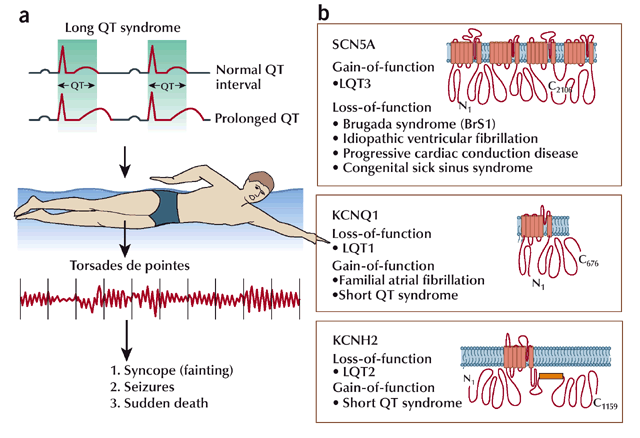 a
Long QT syndrome
Normal QT
interval
QT
QT
Prolonged QT
Torsades de pointes
1. Syncope (fainting)
2. Seizures
3. Sudden death
b
SCN5A
Gain-of-function
•LQT3
Loss-of-function
• Brugada syndrome (BrS1)
• Idiopathic ventricular fibrillation
• Progressive cardiac conduction disease
• Congenital sick sinus syndrome
N1
C2106
KCNQ1
Loss-of-function
• LQT1
Gain-of-function
•Familial atrial fibrillation
•Short QT syndrome
N1
C676
KCNH2
Loss-of-function
• LQT2
Gain-of-function
• Short QT syndrome
N1
C1159